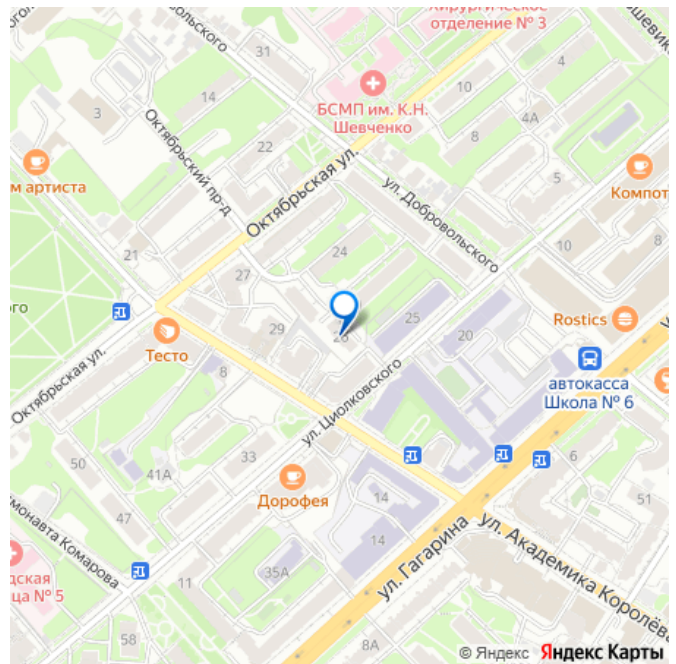 Хирургическое
отделение № 3
31
14
3
Октябрьский пр-д
БСМП им. К.Н.
Шевченко
10
4
4А
8
22
Октябрьская ул.
ул. Добровольского
5
Компот
м артиста
21
24
10
8
27
29
25
20
Rostics
Тесто
автокасса
Школа № 6
Октябрьская ул.
8
ул. Циолковского
50
41А
33
Дорофея
47
14
14
6
51
ул. Гагарина
ул. Академика Королёва
11
35А
58
8А
© Яндекс Яндекс Карты